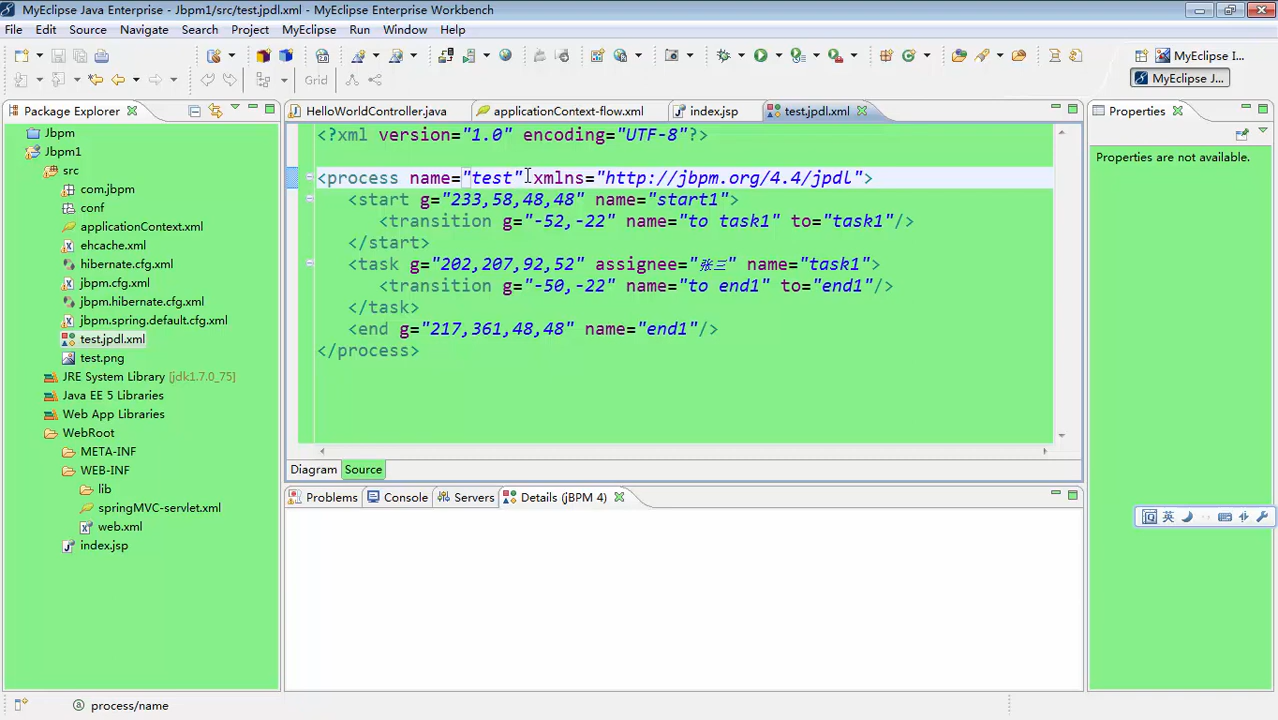 MyEclipse Java Enterprise - Jbpm1/src/test.jpdl.xml - MyEclipse Enterprise Workbench
File Edit Source Navigate Search Project MyEclipse Run Window Help
MyEclipse I...
Grid
MyEclipse J...
Package Explorer
Jbpm
Jbpm1
src
com.jbpm
conf
applicationContext.xml
ehcache.xml
hibernate.cfg.xml
jbpm.cfg.xml
jbpm.hibernate.cfg.xml
jbpm.spring.default.cfg.xml
test.jpdl.xml
test.png
JRE System Library [jdk1.7.0_75]
Java EE 5 Libraries
Web App Libraries
WebRoot
META-INF
WEB-INF
lib
springMVC-servlet.xml
web.xml
index.jsp
HelloWorldController.java applicationContext-flow.xml index.jsp test.jpdl.xml
<?xml version="1.0" encoding="UTF-8"?>
<process name="test" xmlns="http://jbpm.org/4.4/jpdl">
<start g="233,58,48,48" name="start1">
<transition g="-52,-22" name="to task1" to="task1"/>
</start>
<task g="202,207,92,52" assignee="张三" name="task1">
<transition g="-50,-22" name="to end1" to="end1"/>
</task>
<end g="217,361,48,48" name="end1"/>
</process>
Diagram Source
Problems Console Servers Details (jBPM 4)
Properties
Properties are not available.
英
process/name